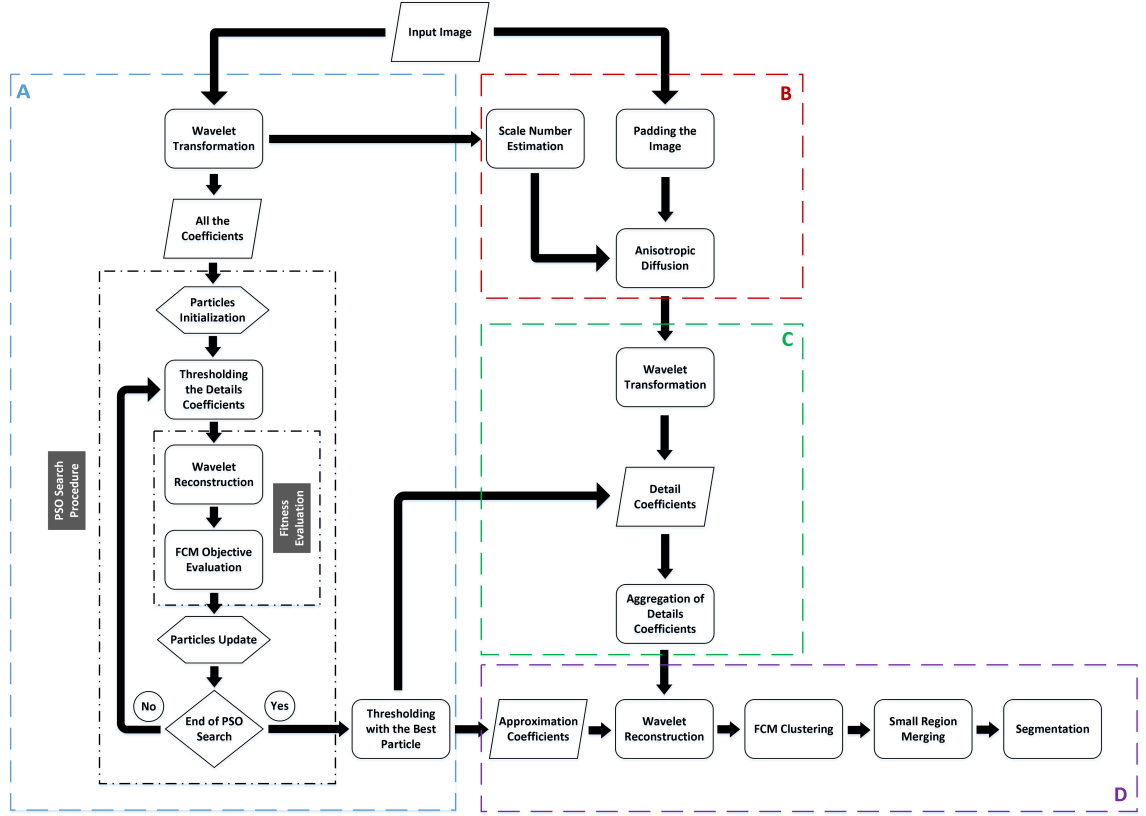 Input Image
A
Wavelet
Transformation
All the
Coefficients
Particles
Initialization
Thresholding
the Details
Coefficients
PSO Search
Procedure
Wavelet
Reconstruction
Fitness
Evaluation
FCM Objective
Evaluation
Particles Update
No
End of PSO
Search
Yes
Thresholding
with the Best
Particle
B
Scale Number
Estimation
Padding the
Image
Anisotropic
Diffusion
C
Wavelet
Transformation
Detail
Coefficients
Aggregation of
Details
Coefficients
Approximation
Coefficients
Wavelet
Reconstruction
FCM Clustering
Small Region
Merging
Segmentation
D